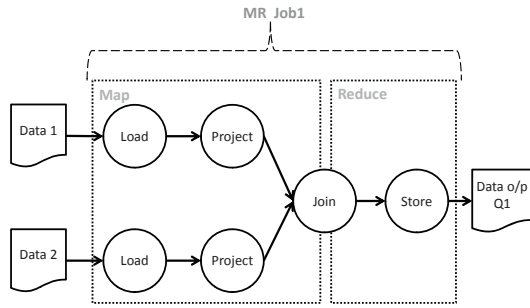 MR Job1
Map
Reduce
Data 1
Load
Project
Join
Store
Data o/p
Q1
Data 2
Load
Project